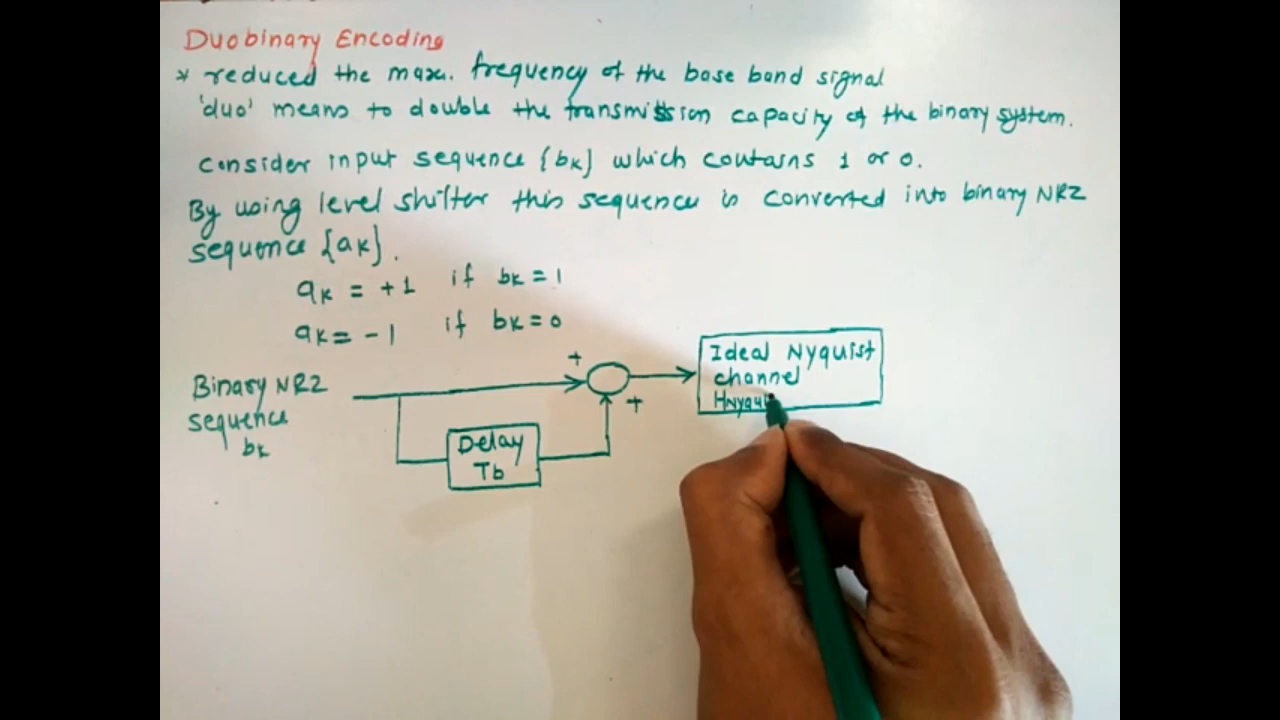 Duobinary Encoding
* reduced the max. frequency of the base band signal
'duo' means to double the transmission capacity of the binary system.
consider input sequence {bk} which contains 1 or 0.
By using level shifter this sequence is converted into binary NRZ
sequence {ak}.
ak = +1 if bk = 1
ak = -1 if bk = 0
Binary NRZ
sequence
bk
+
+
Delay
Tb
Ideal Nyquist
channel
HNyqui